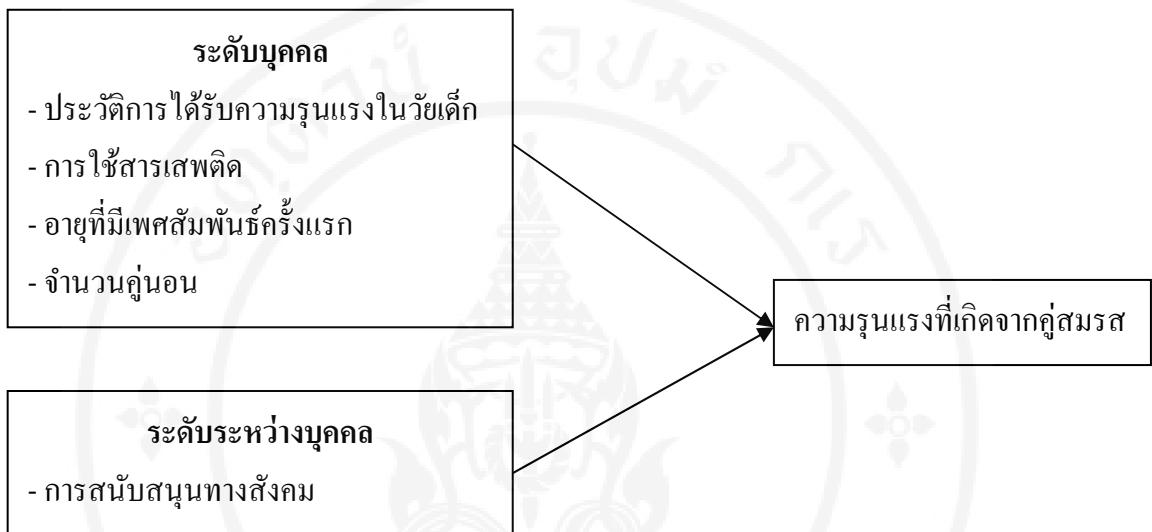 ระดับบุคคล
- ประวัติการได้รับความรุนแรงในวัยเด็ก
- การใช้สารเสพติด
- อายุที่มีเพศสัมพันธ์ครั้งแรก
- จำนวนคู่นอน
ความรุนแรงที่เกิดจากคู่สมรส
ระดับระหว่างบุคคล
- การสนับสนุนทางสังคม